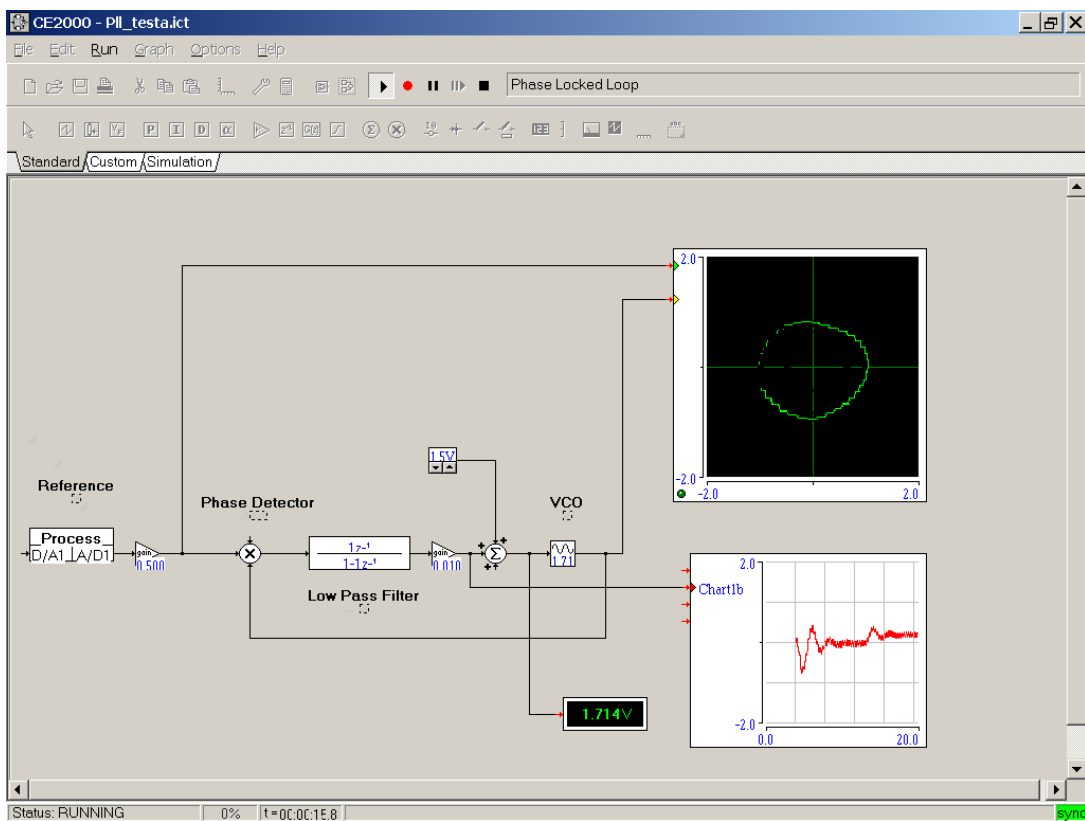 CE2000 - Pll_testa.ict
File Edit Run Graph Options Help
Phase Locked Loop
Standard Custom Simulation
2.0
-2.0
-2.0 2.0
1.5V
Reference
Phase Detector
VCO
Process
D/A1 A/D1
gain
0.500
1z⁻¹
1-1z⁻¹
gain
0.010
Σ
1.71
Low Pass Filter
2.0
Chart1b
-2.0
0.0 20.0
1.714V
Status: RUNNING 0% t=00:00:15.8 sync